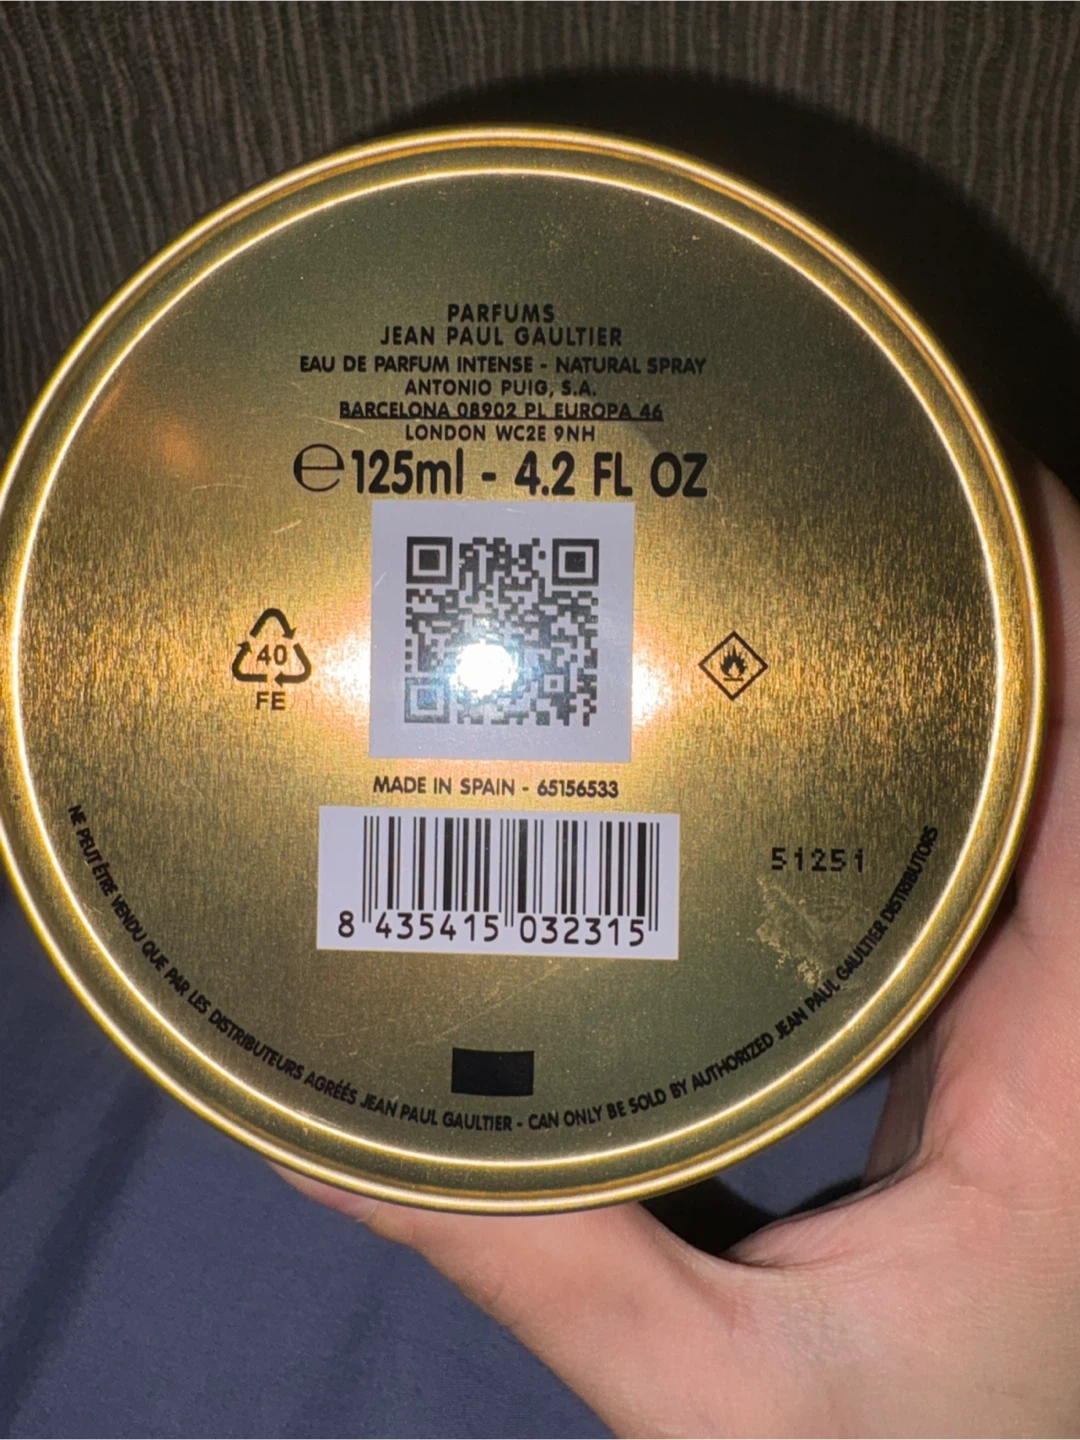 PARFUMS
JEAN PAUL GAULTIER
EAU DE PARFUM INTENSE - NATURAL SPRAY
ANTONIO PUIG, S.A.
BARCELONA 08902 PL EUROPA 46
LONDON WC2E 9NH
℮125ml - 4.2 FL OZ
40
FE
MADE IN SPAIN - 65156533
51251
8 435415 032315
NE PEUT ÊTRE VENDU QUE PAR LES DISTRIBUTEURS AGRÉÉS JEAN PAUL GAULTIER - CAN ONLY BE SOLD BY AUTHORIZED JEAN PAUL GAULTIER DISTRIBUTORS